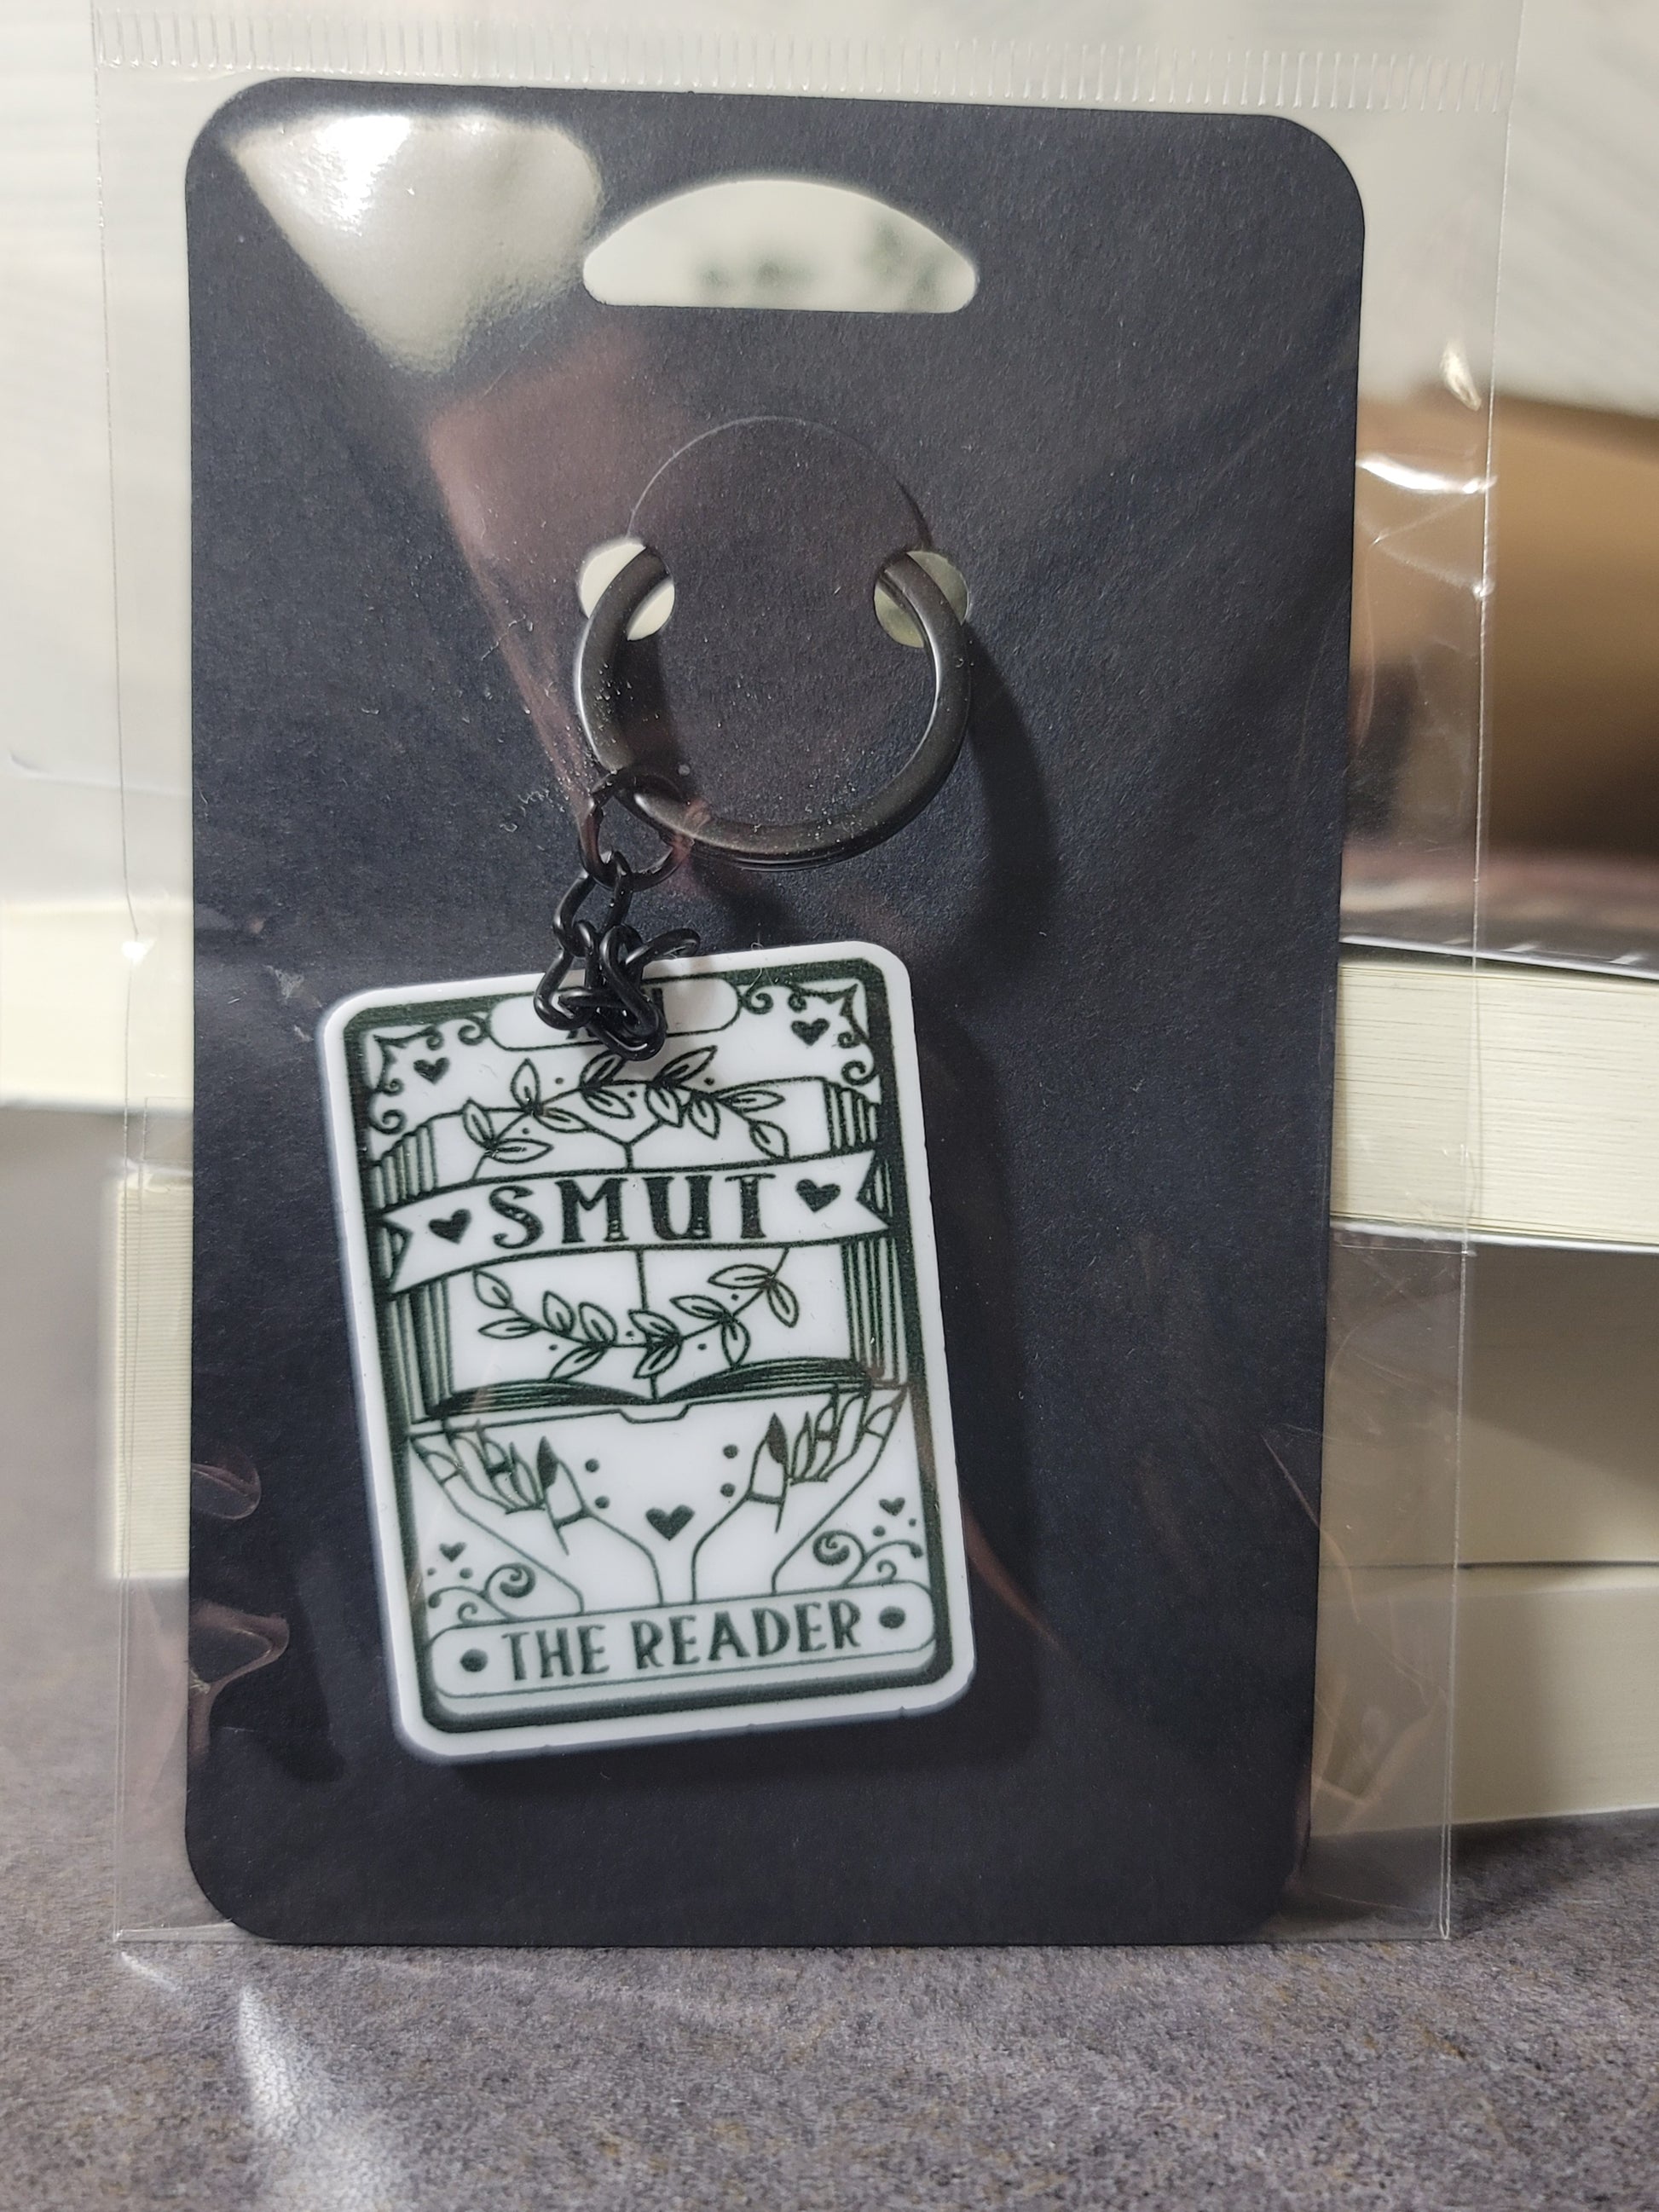 SMUT
THE READER